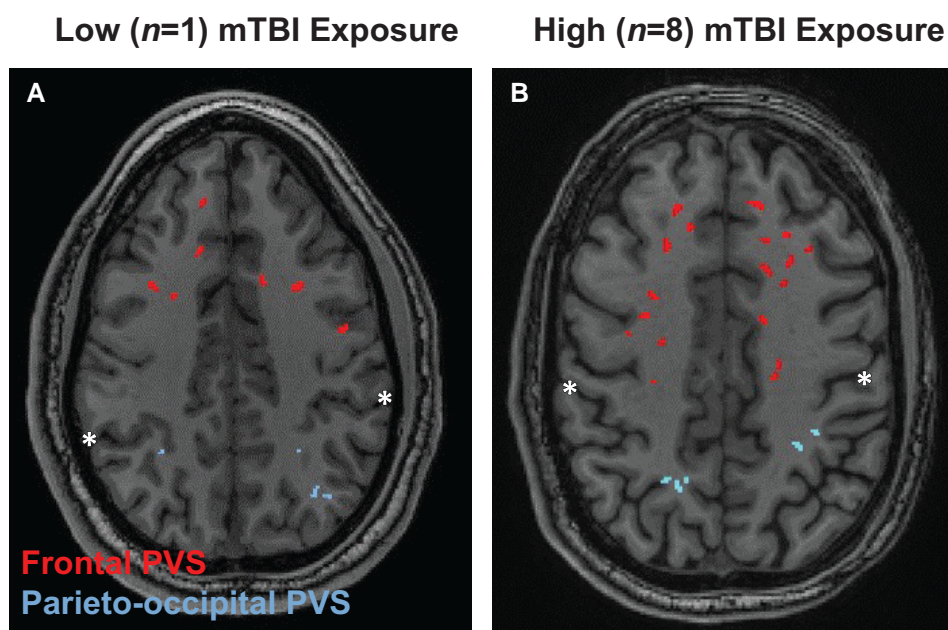 Low (n=1) mTBI Exposure
High (n=8) mTBI Exposure
A
B
*
*
*
*
Frontal PVS
Parieto-occipital PVS